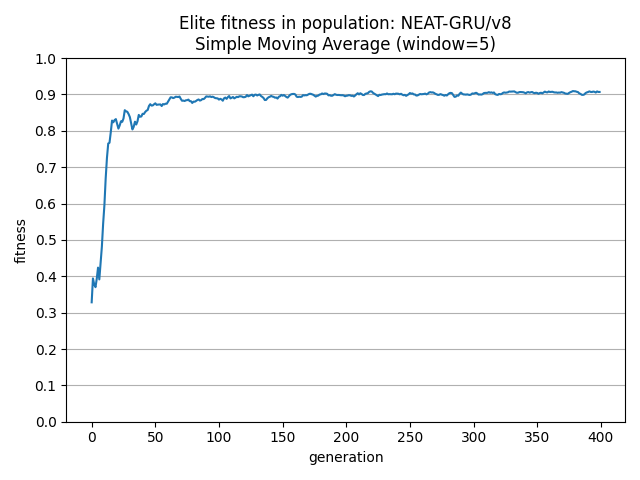 Elite fitness in population: NEAT-GRU/v8
Simple Moving Average (window=5)
1.0
0.9
0.8
0.7
0.6
0.5
0.4
0.3
0.2
0.1
0.0
fitness
0 50 100 150 200 250 300 350 400
generation